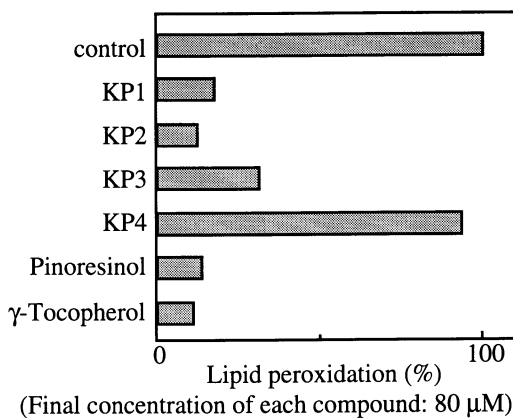 control
KP1
KP2
KP3
KP4
Pinoresinol
γ-Tocopherol
0 100
Lipid peroxidation (%)
(Final concentration of each compound: 80 μM)